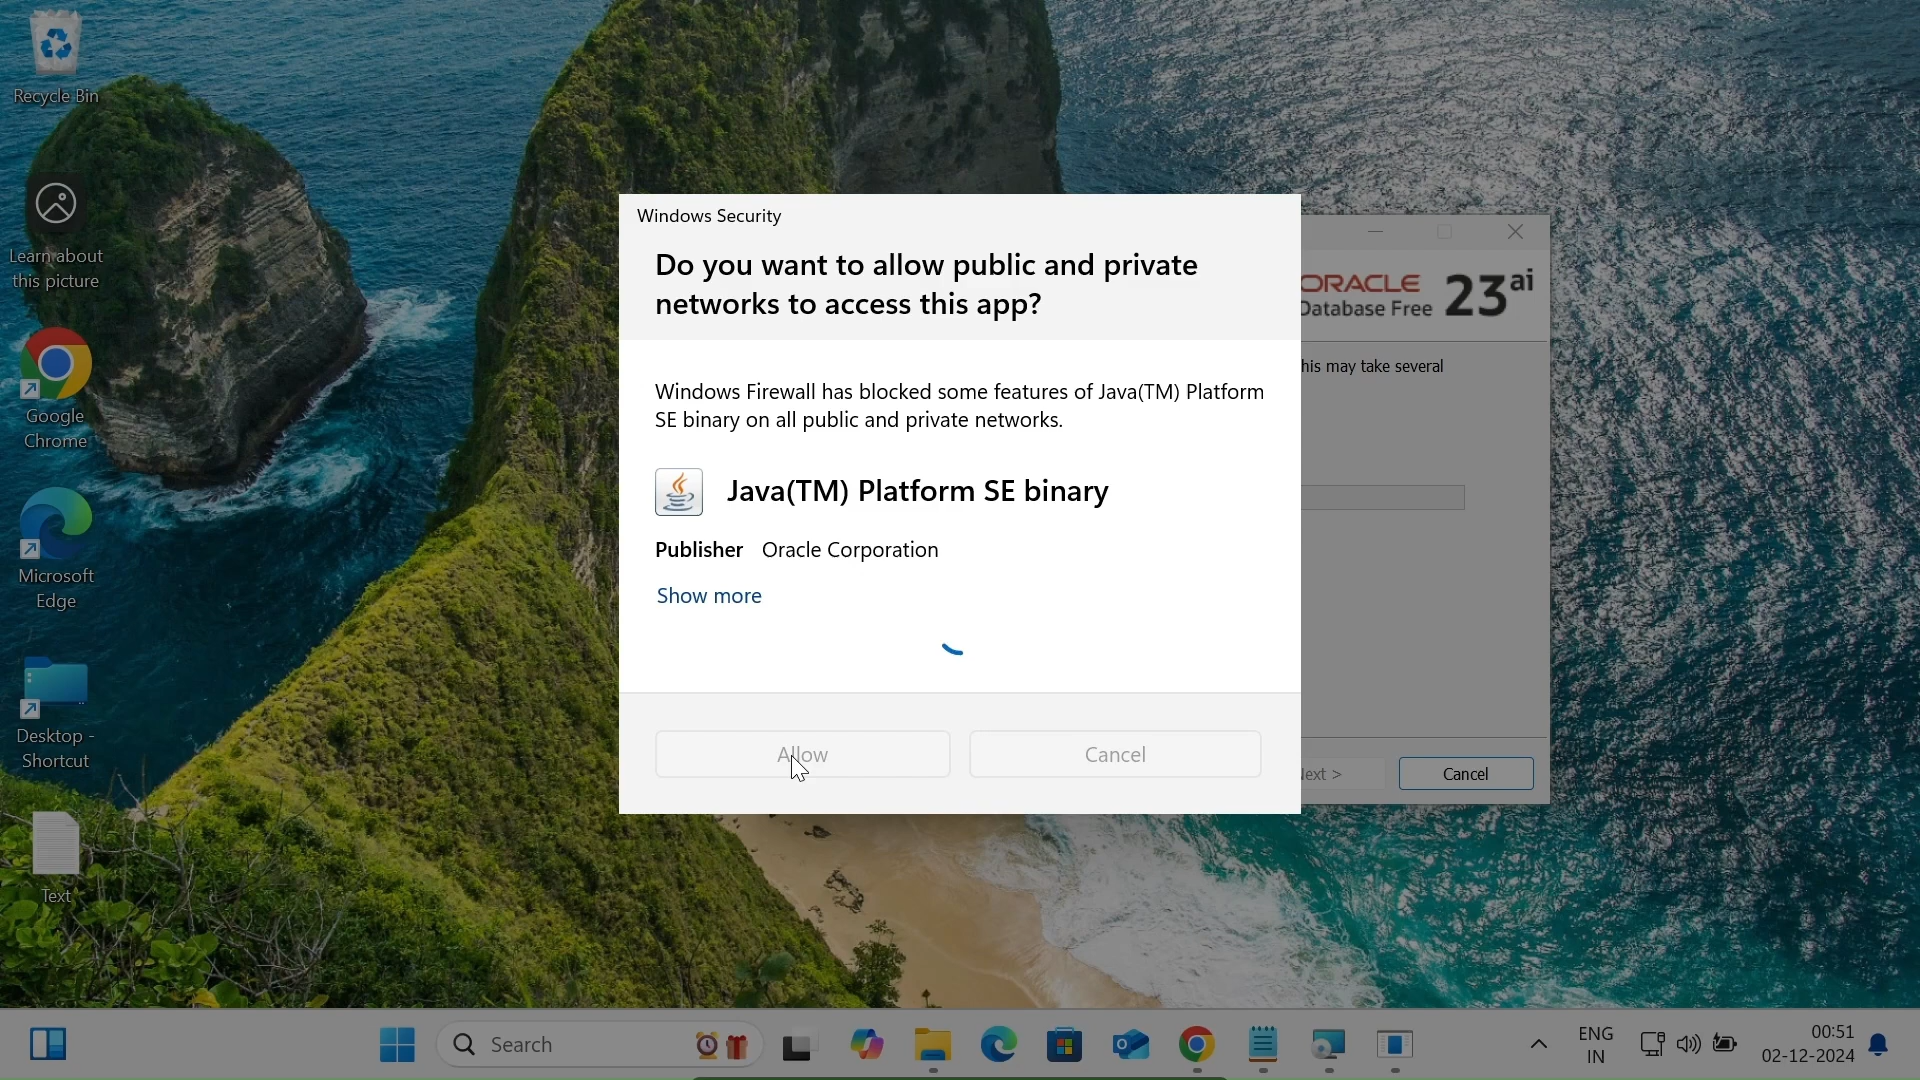 Recycle Bin
Learn about
this picture
Google
Chrome
Microsoft
Edge
Desktop -
Shortcut
Text
Windows Security
Do you want to allow public and private
networks to access this app?
Windows Firewall has blocked some features of Java(TM) Platform
SE binary on all public and private networks.
Java(TM) Platform SE binary
Publisher Oracle Corporation
Show more
Allow
Cancel
ORACLE
Database Free
23ai
his may take several
ext >
Cancel
Search
ENG
IN
00:51
02-12-2024